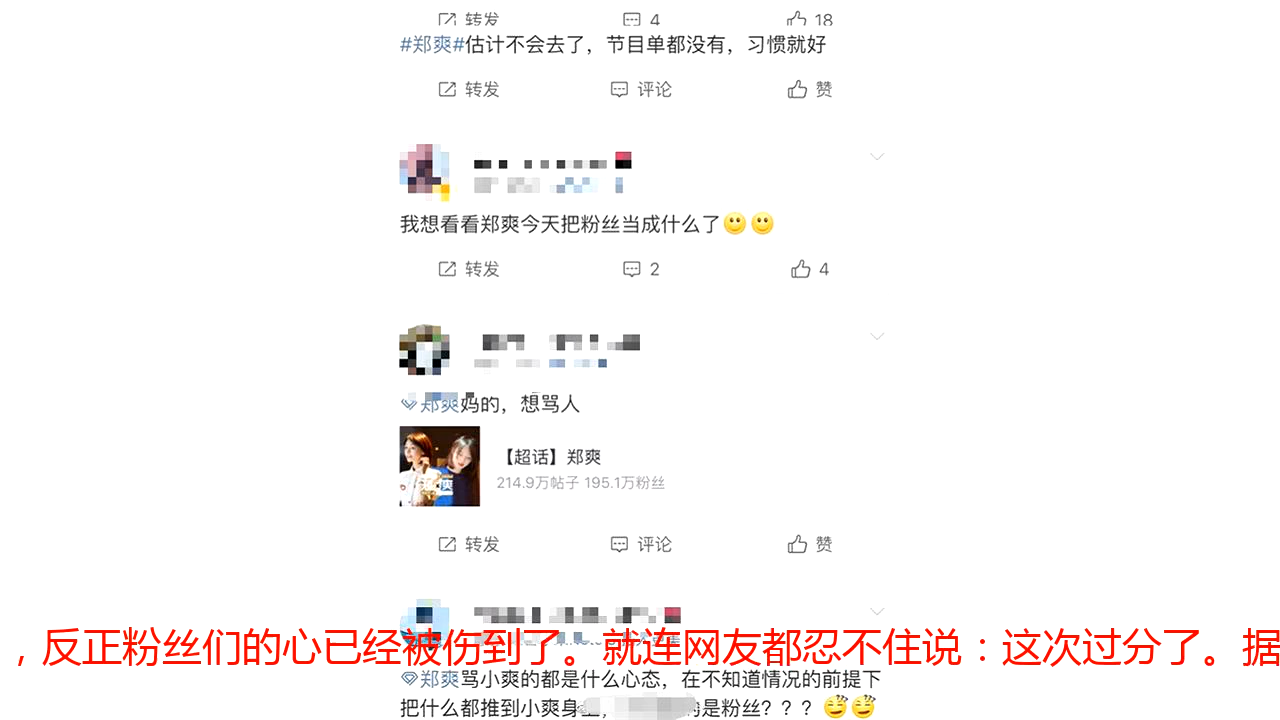 转发 4 18
#郑爽#估计不会去了，节目单都没有，习惯就好
转发 评论 赞
我想看看郑爽今天把粉丝当成什么了
转发 2 4
郑爽妈的，想骂人
【超话】郑爽
214.9万帖子 195.1万粉丝
转发 评论 赞
，反正粉丝们的心已经被伤到了。就连网友都忍不住说：这次过分了。据
郑爽骂小爽的都是什么心态，在不知道情况的前提下
把什么都推到小爽身上，是粉丝？？？